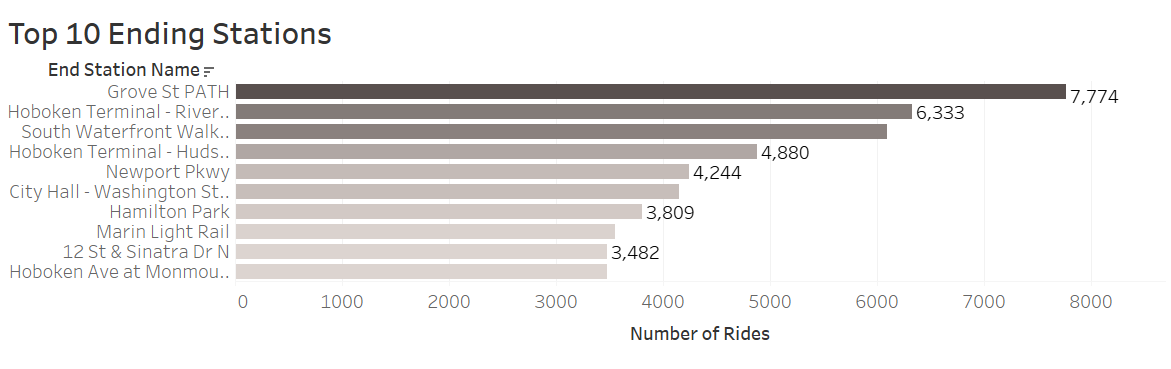 Top 10 Ending Stations
End Station Name
Grove St PATH 7,774
Hoboken Terminal - River.. 6,333
South Waterfront Walk..
Hoboken Terminal - Huds.. 4,880
Newport Pkwy 4,244
City Hall - Washington St..
Hamilton Park 3,809
Marin Light Rail
12 St & Sinatra Dr N 3,482
Hoboken Ave at Monmou..
0 1000 2000 3000 4000 5000 6000 7000 8000
Number of Rides